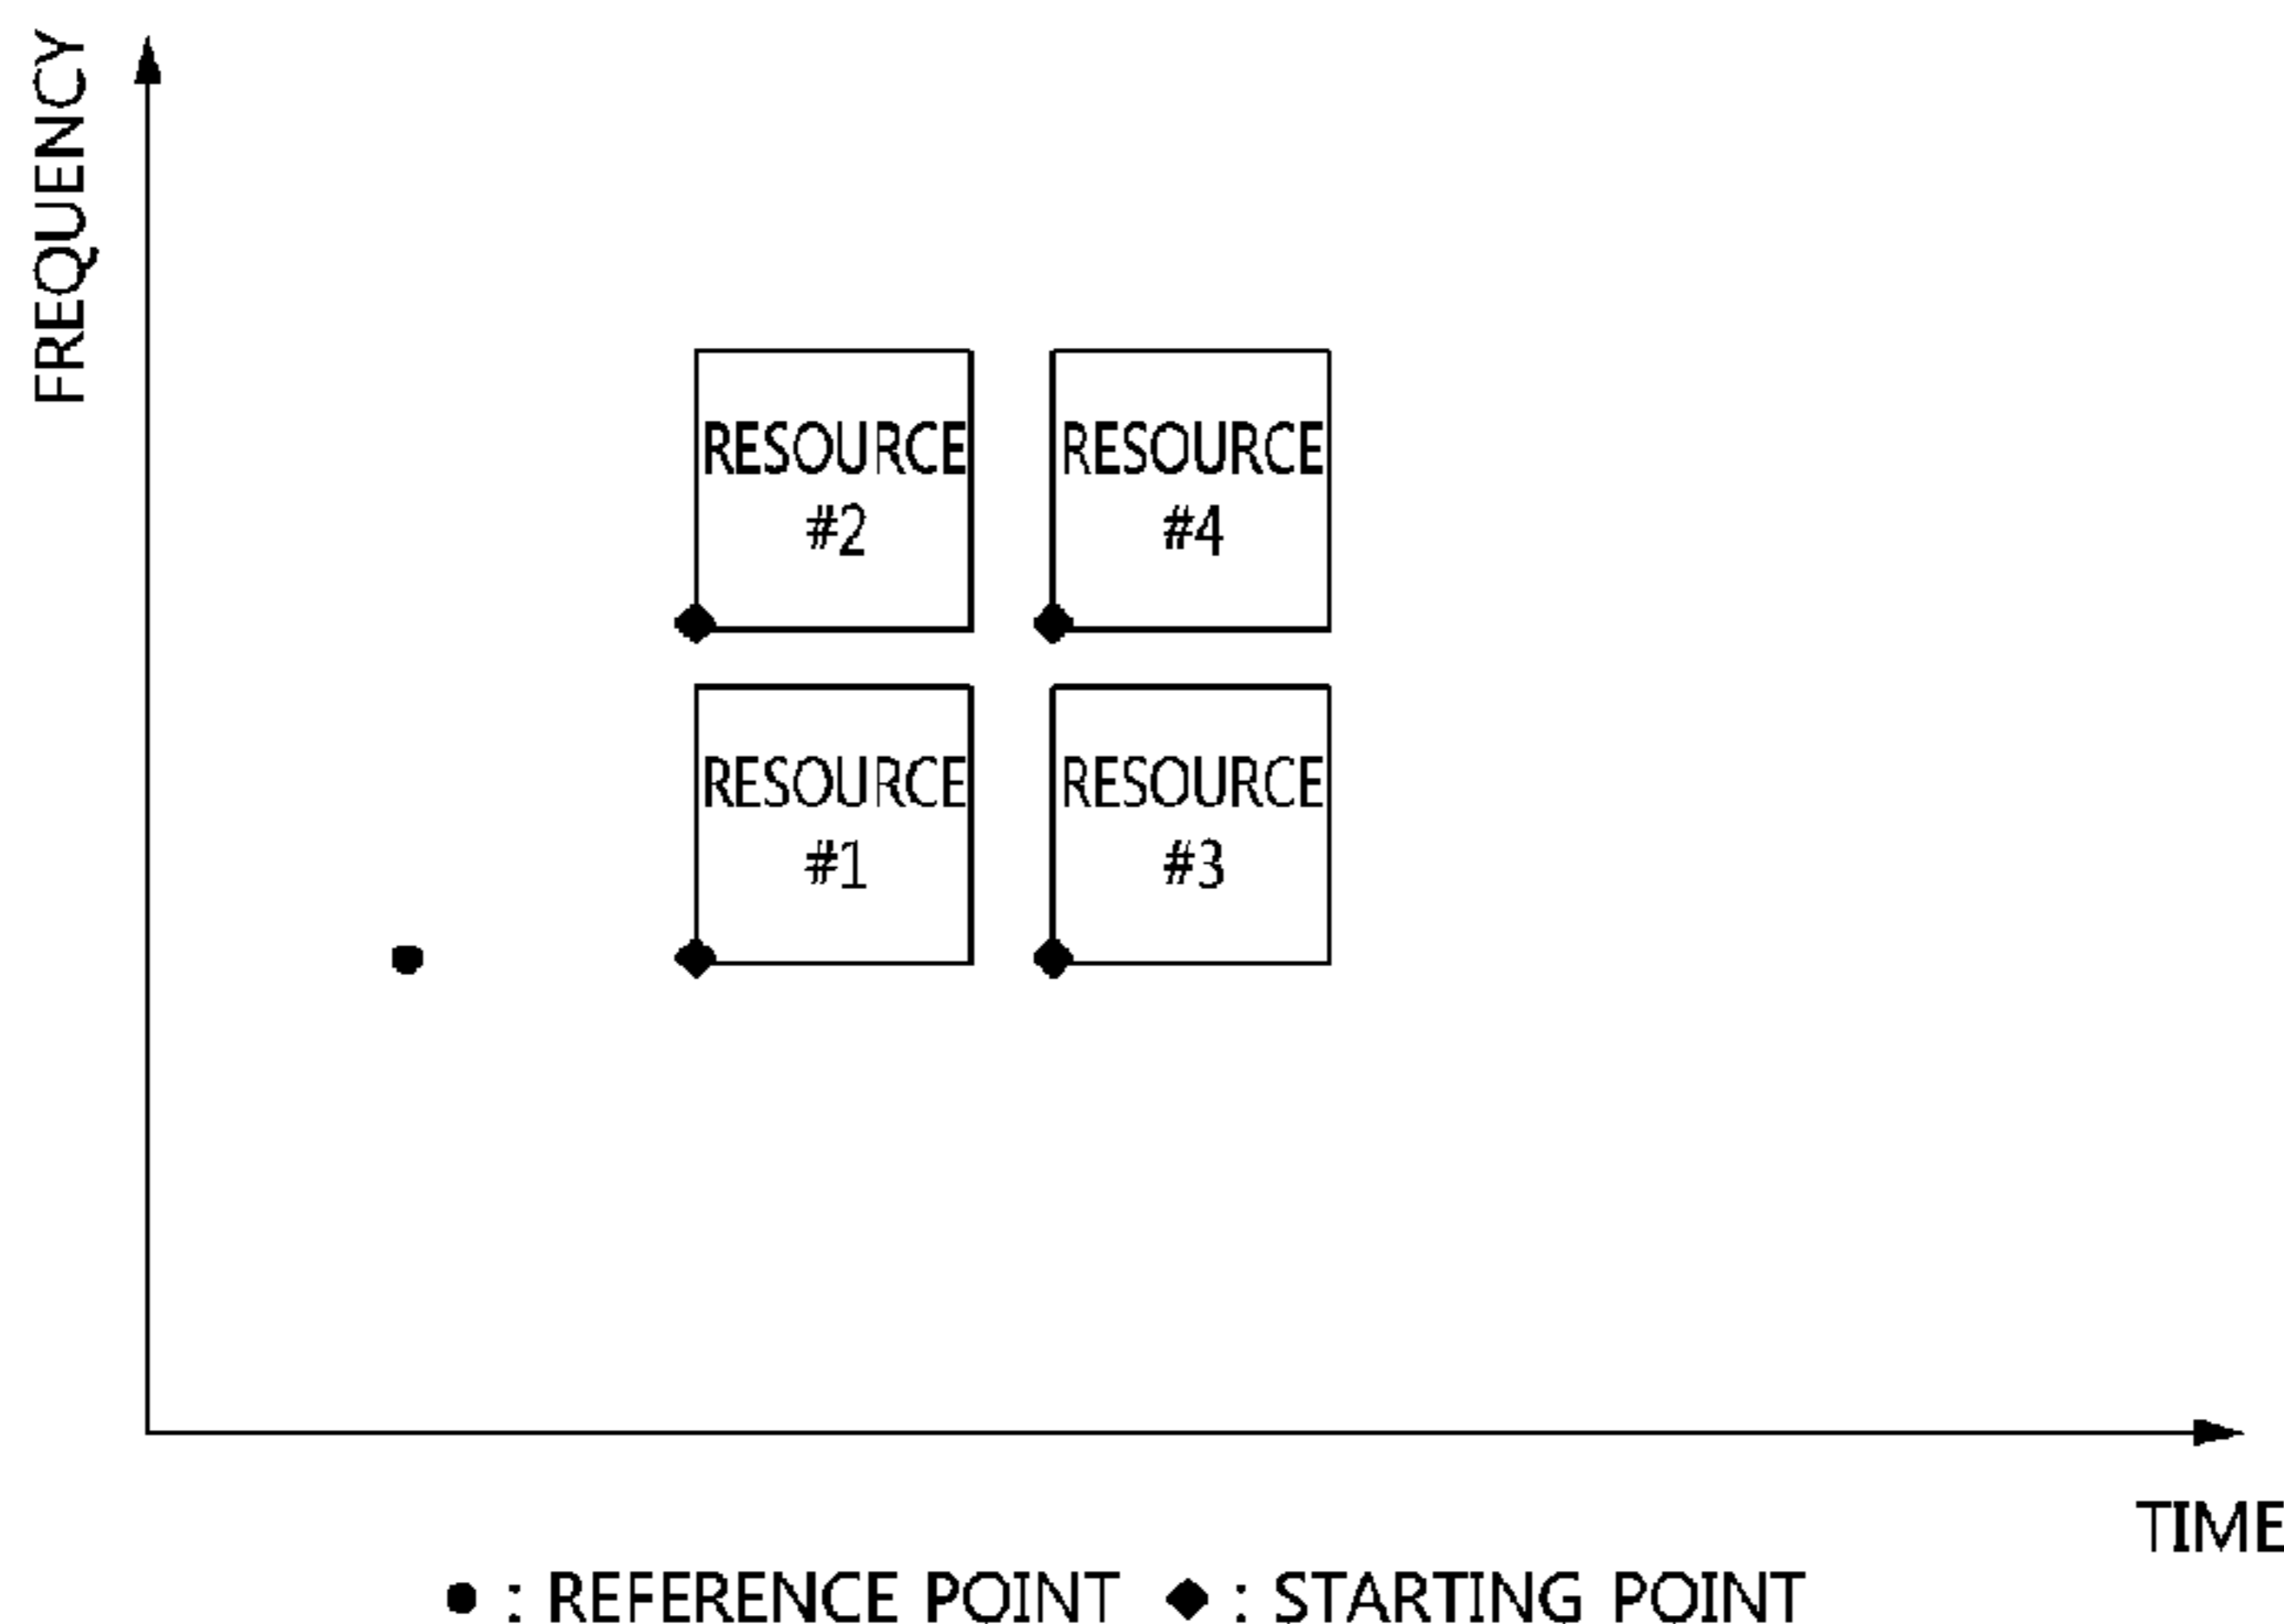 FREQUENCY
RESOURCE
#2
RESOURCE
#4
RESOURCE
#1
RESOURCE
#3
TIME
● : REFERENCE POINT ◆ : STARTING POINT